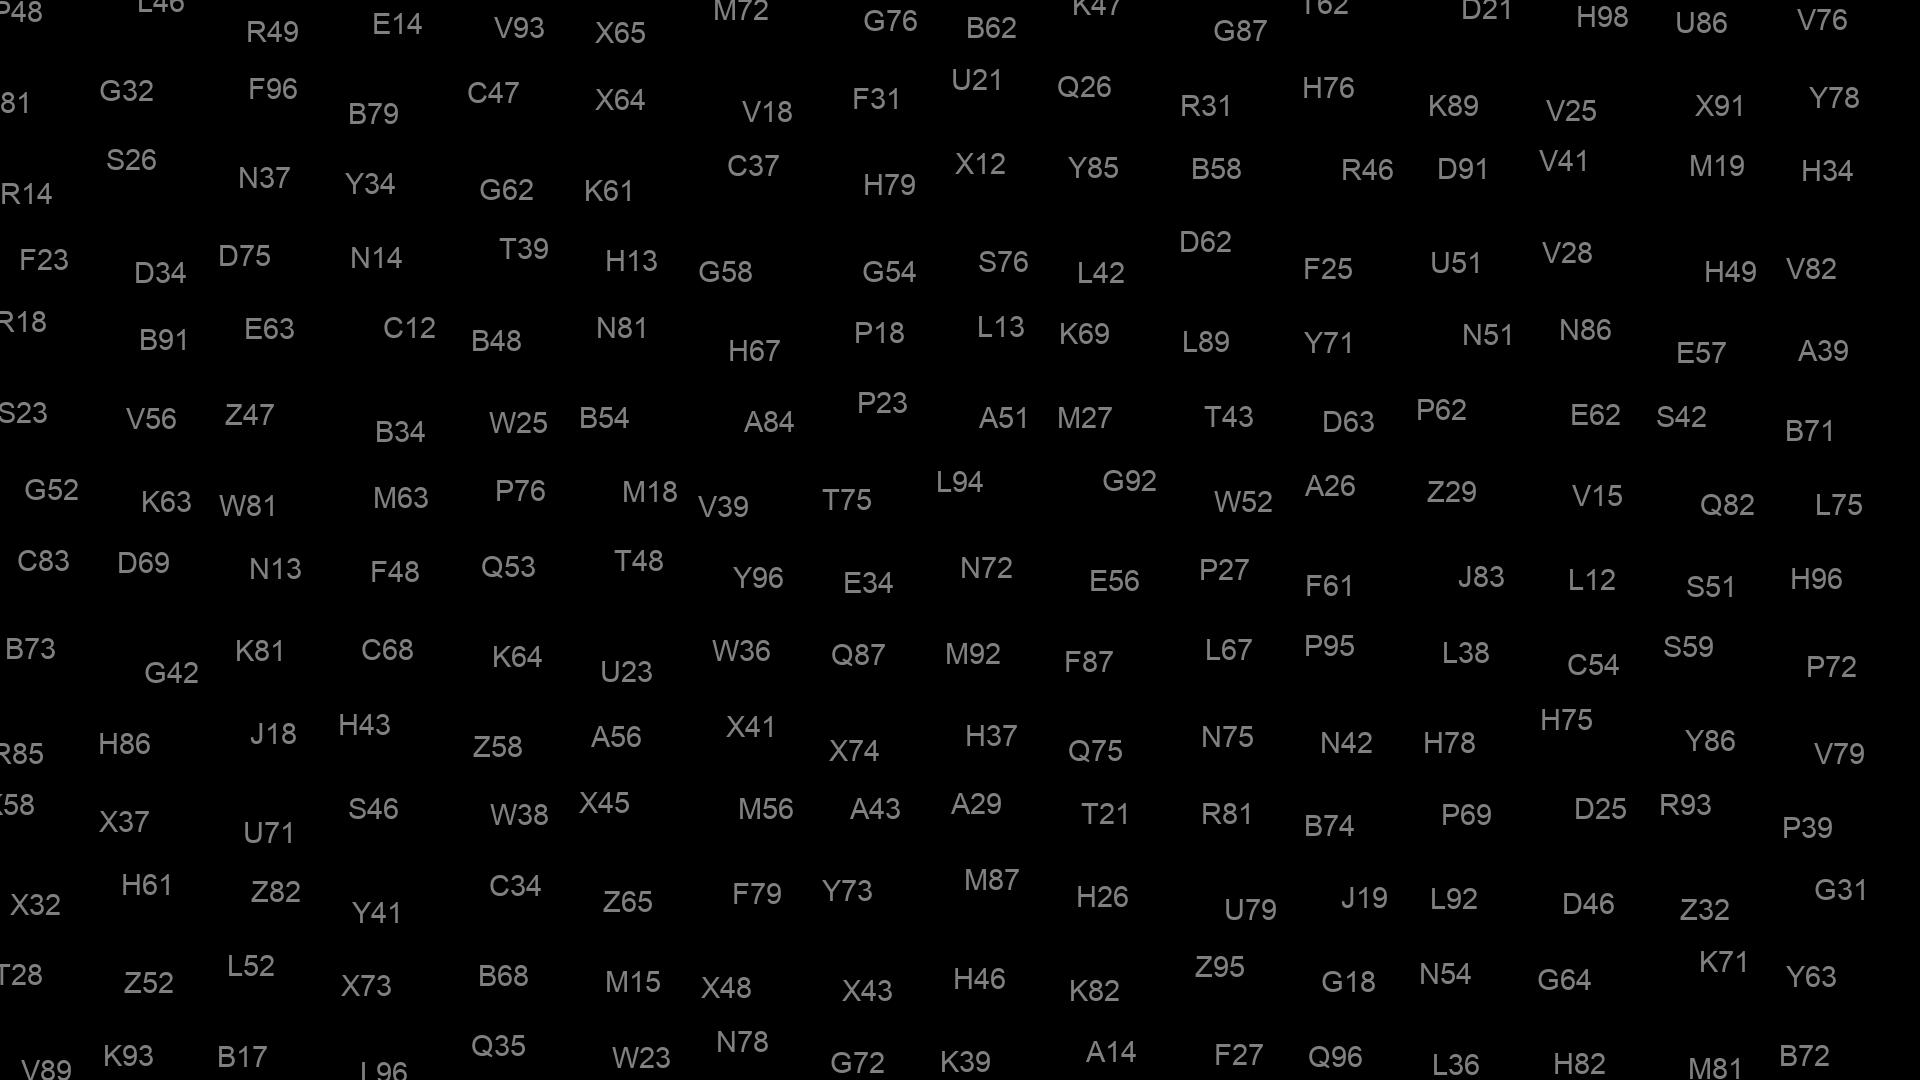 P48 L46 R49 E14 V93 X65 M72 G76 B62 K47 G87 T62 D21 H98 U86 V76
81 G32 F96 B79 C47 X64 V18 F31 U21 Q26 R31 H76 K89 V25 X91 Y78
R14 S26 N37 Y34 G62 K61 C37 H79 X12 Y85 B58 R46 D91 V41 M19 H34
F23 D34 D75 N14 T39 H13 G58 G54 S76 L42 D62 F25 U51 V28 H49 V82
R18 B91 E63 C12 B48 N81 H67 P18 L13 K69 L89 Y71 N51 N86 E57 A39
S23 V56 Z47 B34 W25 B54 A84 P23 A51 M27 T43 D63 P62 E62 S42 B71
G52 K63 W81 M63 P76 M18 V39 T75 L94 G92 W52 A26 Z29 V15 Q82 L75
C83 D69 N13 F48 Q53 T48 Y96 E34 N72 E56 P27 F61 J83 L12 S51 H96
B73 G42 K81 C68 K64 U23 W36 Q87 M92 F87 L67 P95 L38 C54 S59 P72
R85 H86 J18 H43 Z58 A56 X41 X74 H37 Q75 N75 N42 H78 H75 Y86 V79
58 X37 U71 S46 W38 X45 M56 A43 A29 T21 R81 B74 P69 D25 R93 P39
X32 H61 Z82 Y41 C34 Z65 F79 Y73 M87 H26 U79 J19 L92 D46 Z32 G31
T28 Z52 L52 X73 B68 M15 X48 X43 H46 K82 Z95 G18 N54 G64 K71 Y63
V89 K93 B17 L96 Q35 W23 N78 G72 K39 A14 F27 Q96 L36 H82 M81 B72